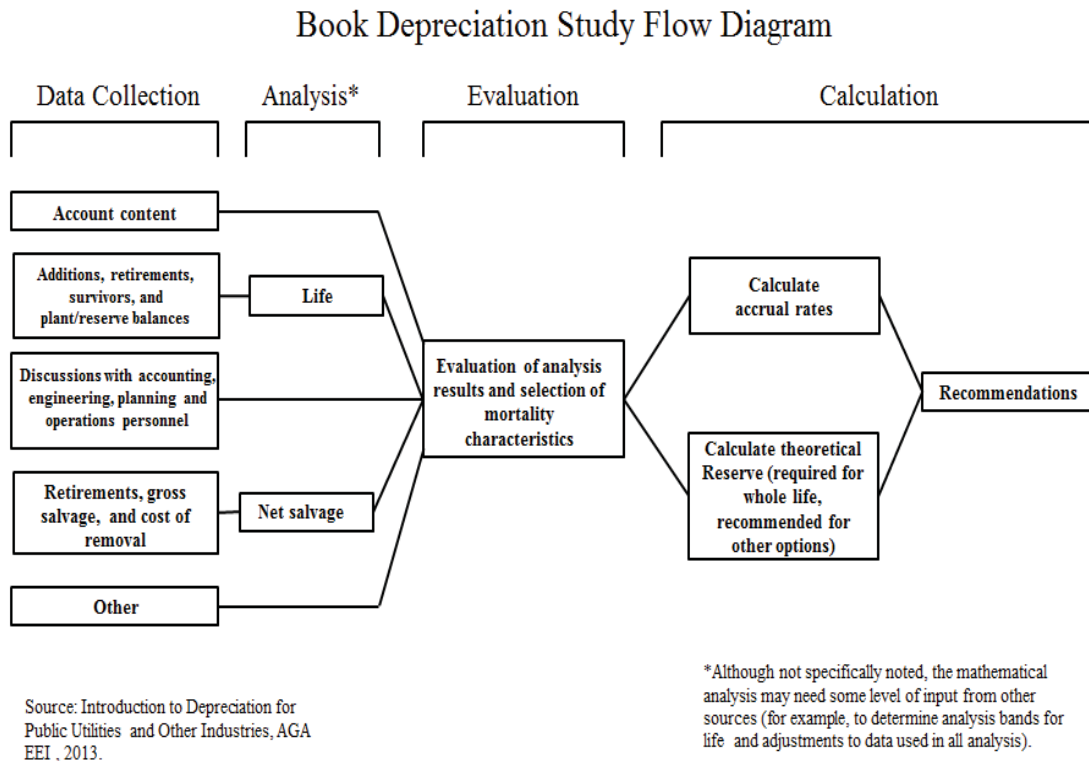 Book Depreciation Study Flow Diagram
Data Collection
Analysis*
Evaluation
Calculation
Account content
Additions, retirements,
survivors, and
plant/reserve balances
Life
Discussions with accounting,
engineering, planning and
operations personnel
Retirements, gross
salvage, and cost of
removal
Net salvage
Other
Evaluation of analysis
results and selection of
mortality
characteristics
Calculate
accrual rates
Calculate theoretical
Reserve (required for
whole life,
recommended for
other options)
Recommendations
Source: Introduction to Depreciation for
Public Utilities and Other Industries, AGA
EEI , 2013.
*Although not specifically noted, the mathematical
analysis may need some level of input from other
sources (for example, to determine analysis bands for
life and adjustments to data used in all analysis).